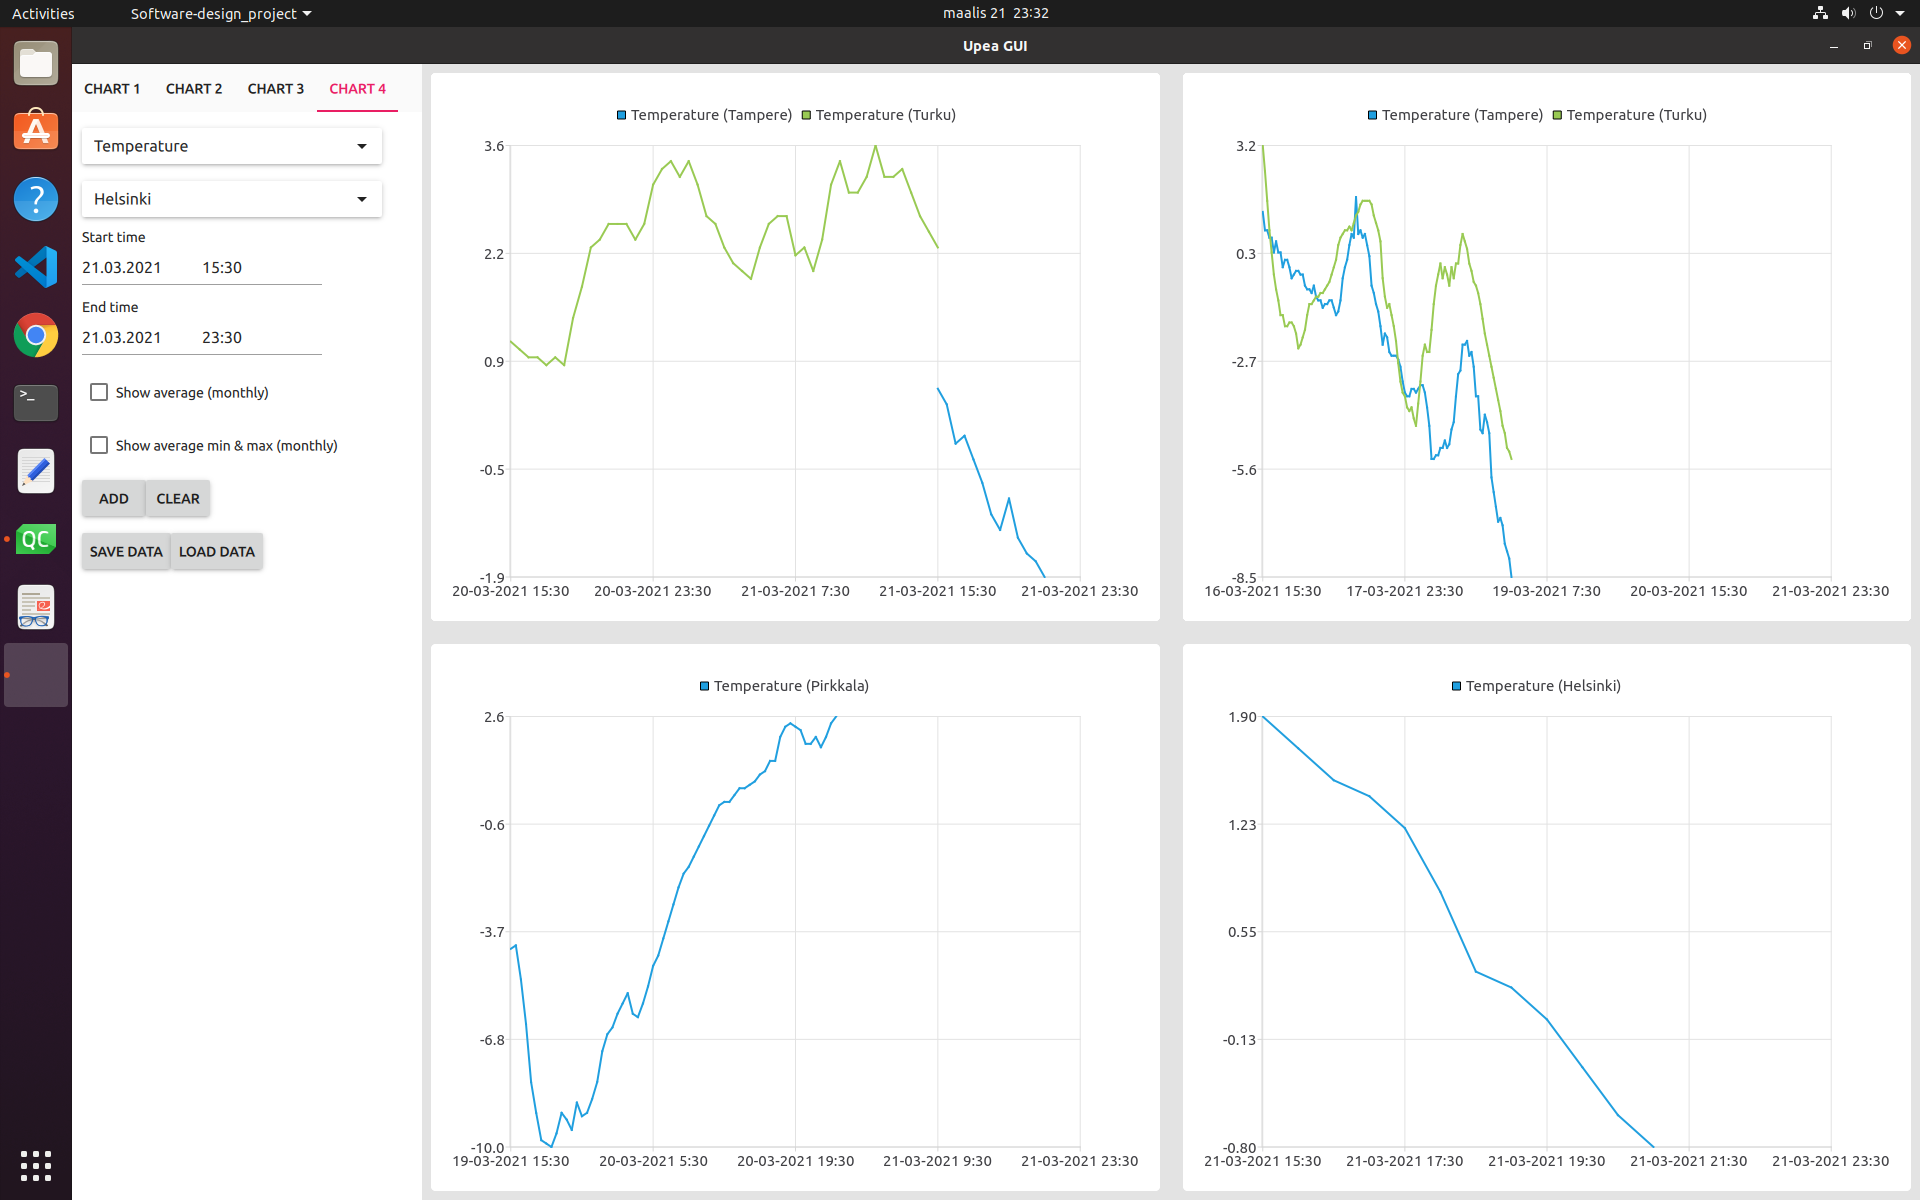 Activities
Software-design_project
maalis 21 23:32
Upea GUI
CHART 1 CHART 2 CHART 3 CHART 4
Temperature
Helsinki
Start time
21.03.2021 15:30
End time
21.03.2021 23:30
Show average (monthly)
Show average min & max (monthly)
ADD CLEAR
SAVE DATA LOAD DATA
?
>_
QC
Temperature (Tampere) Temperature (Turku)
3.6
2.2
0.9
-0.5
-1.9
20-03-2021 15:30 20-03-2021 23:30 21-03-2021 7:30 21-03-2021 15:30 21-03-2021 23:30
Temperature (Tampere) Temperature (Turku)
3.2
0.3
-2.7
-5.6
-8.5
16-03-2021 15:30 17-03-2021 23:30 19-03-2021 7:30 20-03-2021 15:30 21-03-2021 23:30
Temperature (Pirkkala)
2.6
-0.6
-3.7
-6.8
-10.0
19-03-2021 15:30 20-03-2021 5:30 20-03-2021 19:30 21-03-2021 9:30 21-03-2021 23:30
Temperature (Helsinki)
1.90
1.23
0.55
-0.13
-0.80
21-03-2021 15:30 21-03-2021 17:30 21-03-2021 19:30 21-03-2021 21:30 21-03-2021 23:30